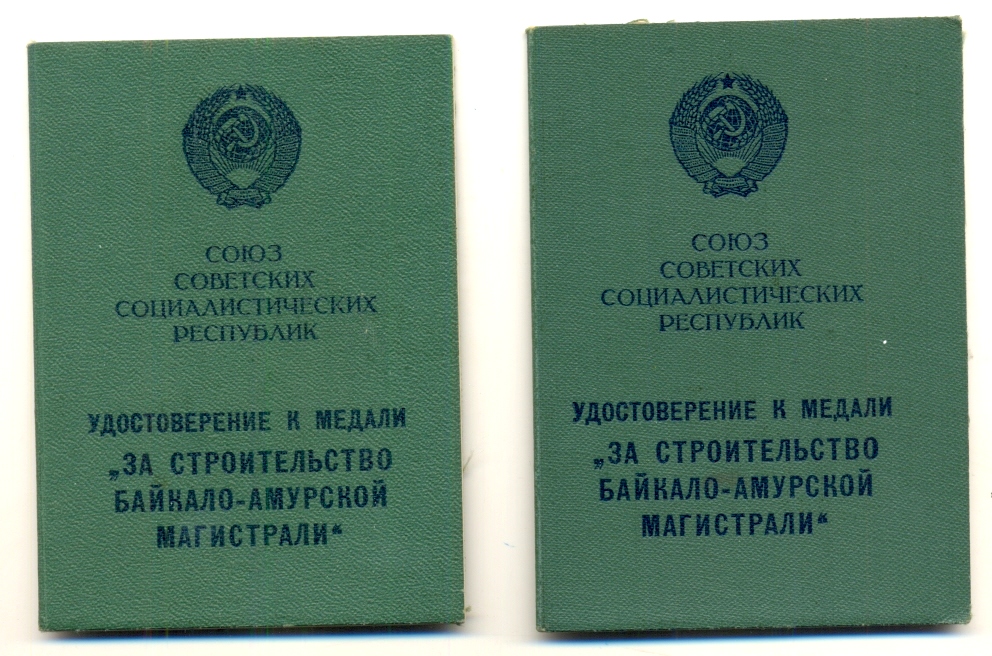 СОЮЗ
СОВЕТСКИХ
СОЦИАЛИСТИЧЕСКИХ
РЕСПУБЛИК
УДОСТОВЕРЕНИЕ К МЕДАЛИ
„ЗА СТРОИТЕЛЬСТВО
БАЙКАЛО-АМУРСКОЙ
МАГИСТРАЛИ“
СОЮЗ
СОВЕТСКИХ
СОЦИАЛИСТИЧЕСКИХ
РЕСПУБЛИК
УДОСТОВЕРЕНИЕ К МЕДАЛИ
„ЗА СТРОИТЕЛЬСТВО
БАЙКАЛО-АМУРСКОЙ
МАГИСТРАЛИ“